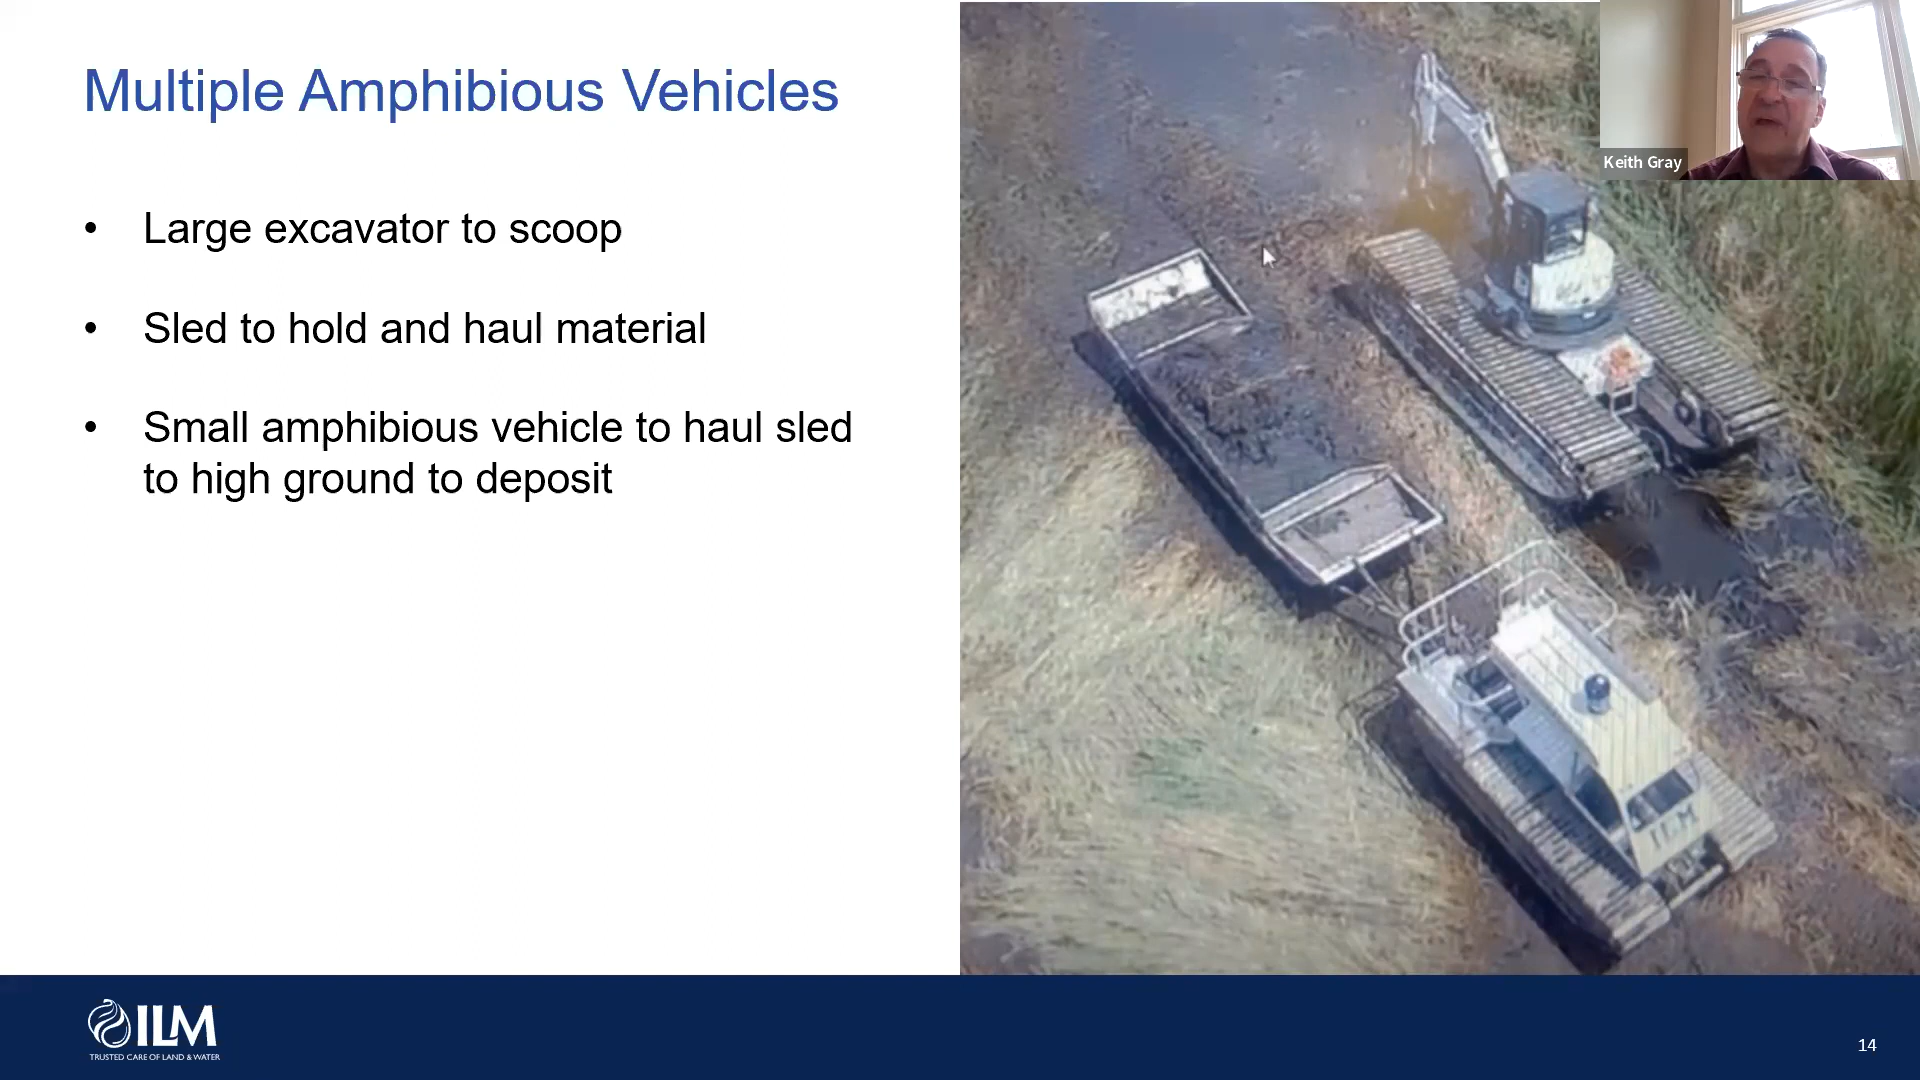 Multiple Amphibious Vehicles
• Large excavator to scoop
• Sled to hold and haul material
• Small amphibious vehicle to haul sled
to high ground to deposit
Keith Gray
ILM
ILM
TRUSTED CARE OF LAND & WATER
14